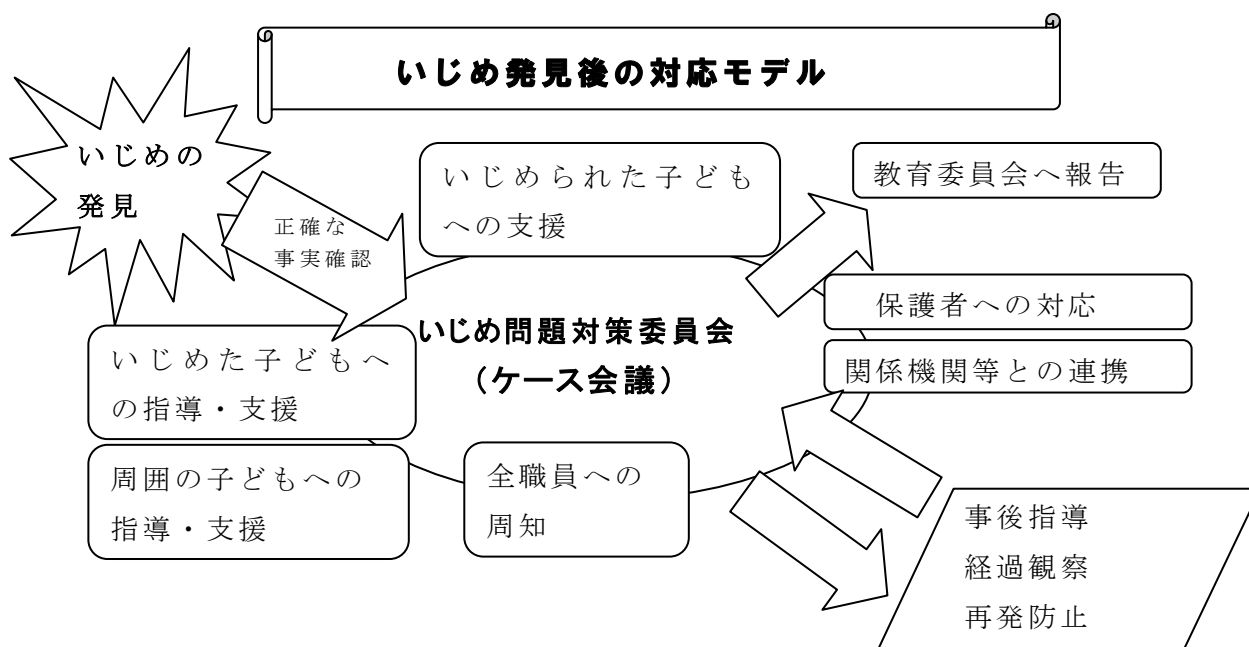 いじめ発見後の対応モデル
いじめの
発見
正確な
事実確認
いじめられた子ども
への支援
教育委員会へ報告
保護者への対応
関係機関等との連携
いじめ問題対策委員会
（ケース会議）
いじめた子どもへ
の指導・支援
周囲の子どもへの
指導・支援
全職員への
周知
事後指導
経過観察
再発防止